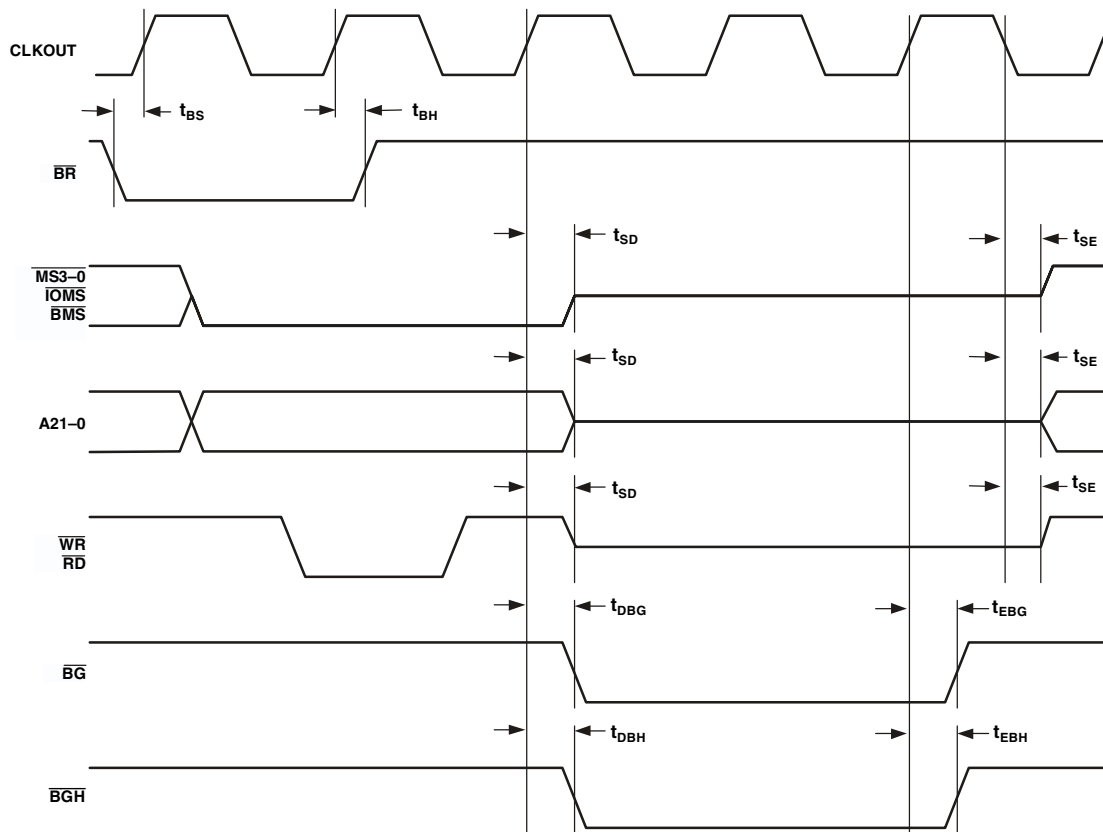 CLKOUT
tBS
tBH
BR
tSD
tSE
MS3–0
IOMS
BMS
tSD
tSE
A21–0
tSD
tSE
WR
RD
tDBG
tEBG
BG
tDBH
tEBH
BGH